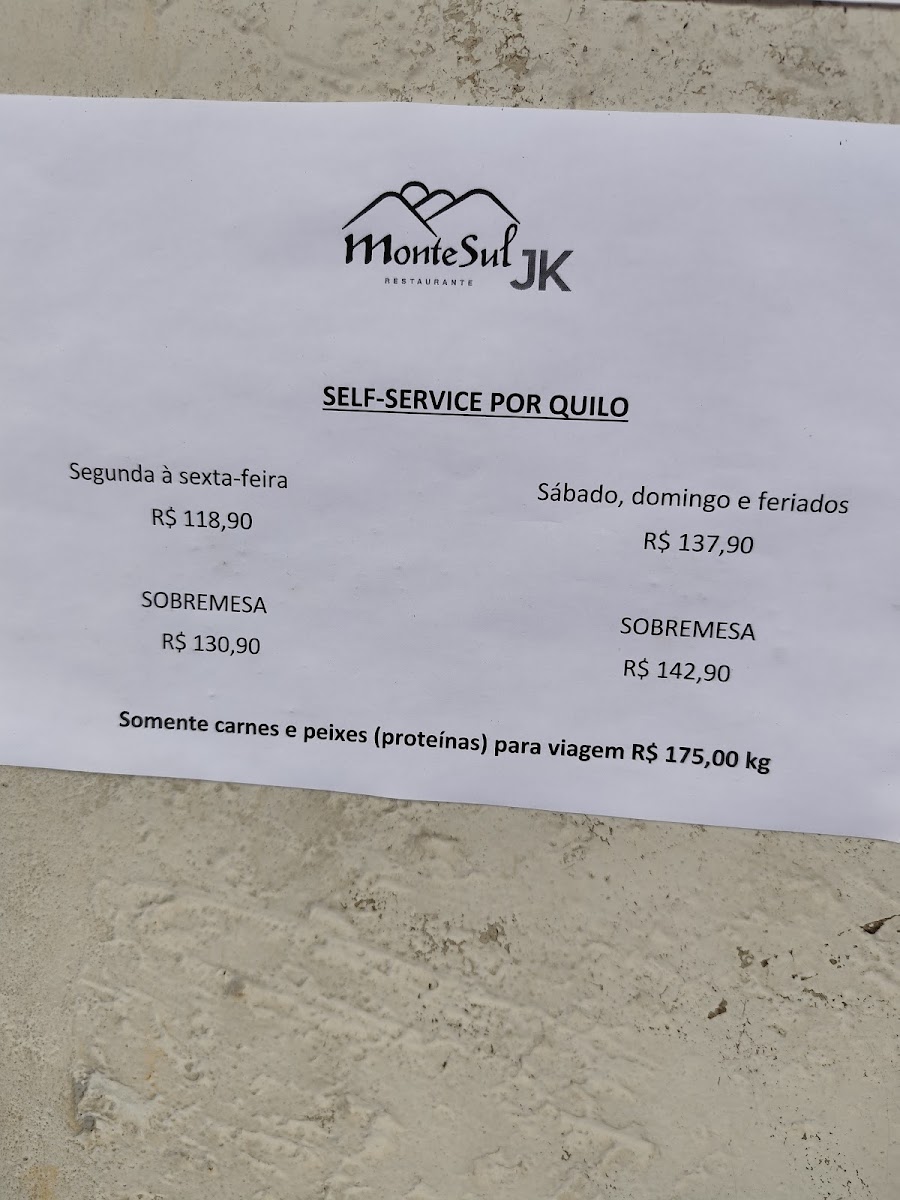 MonteSul JK
RESTAURANTE
SELF-SERVICE POR QUILO
Segunda à sexta-feira
R$ 118,90
SOBREMESA
R$ 130,90
Sábado, domingo e feriados
R$ 137,90
SOBREMESA
R$ 142,90
Somente carnes e peixes (proteínas) para viagem R$ 175,00 kg